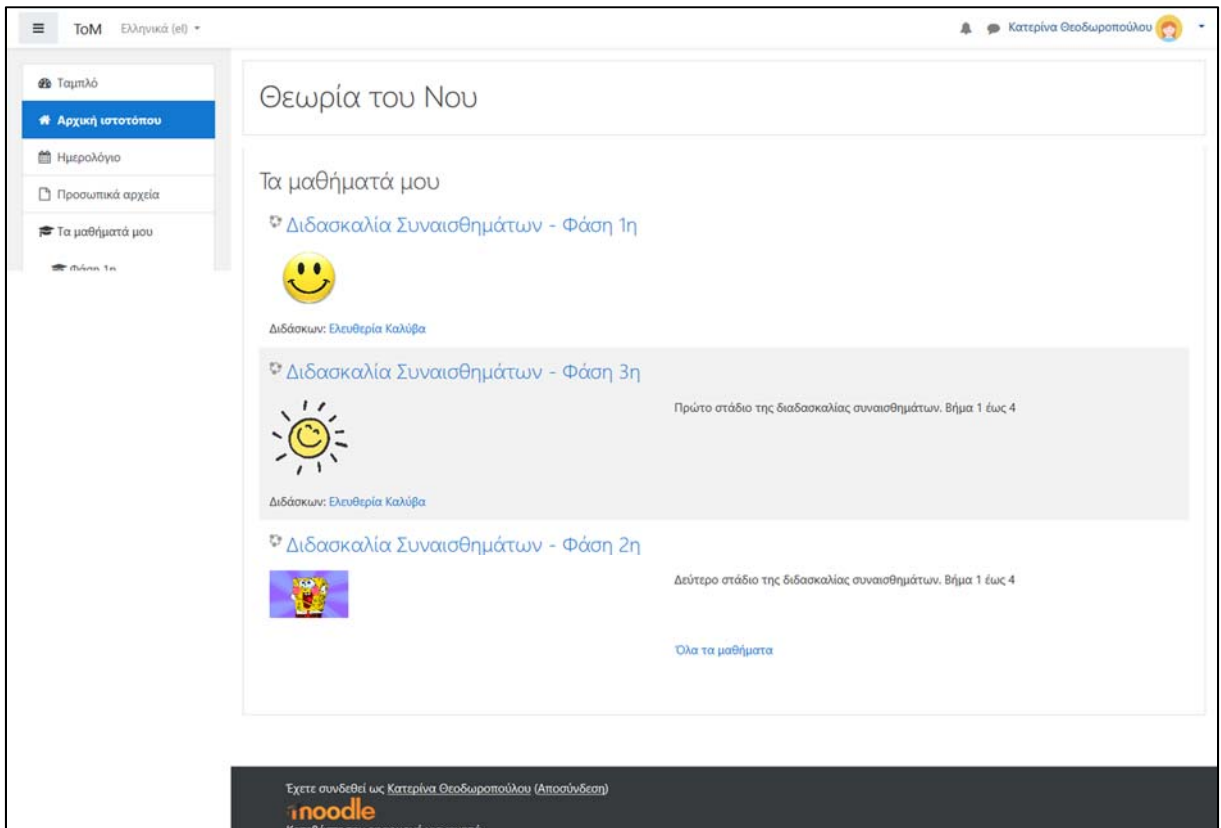 ToM Ελληνικά (el)
Κατερίνα Θεοδωροπούλου
Ταμπλό
Αρχική ιστοτόπου
Ημερολόγιο
Προσωπικά αρχεία
Τα μαθήματά μου
Φάση 1η
Θεωρία του Νου
Τα μαθήματά μου
Διδασκαλία Συναισθημάτων - Φάση 1η
Διδάσκων: Ελευθερία Καλύβα
Διδασκαλία Συναισθημάτων - Φάση 3η
Πρώτο στάδιο της διαδασκαλίας συναισθημάτων. Βήμα 1 έως 4
Διδάσκων: Ελευθερία Καλύβα
Διδασκαλία Συναισθημάτων - Φάση 2η
Δεύτερο στάδιο της διδασκαλίας συναισθημάτων. Βήμα 1 έως 4
Όλα τα μαθήματα
Έχετε συνδεθεί ως Κατερίνα Θεοδωροπούλου (Αποσύνδεση)
moodle